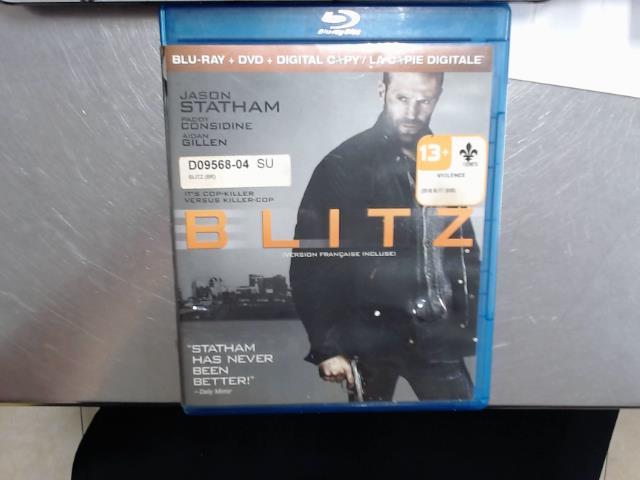 Blu-ray Disc
BLU-RAY + DVD + DIGITAL COPY / LA COPIE DIGITALE
JASON
STATHAM
PADDY
CONSIDINE
AIDAN
GILLEN
D09568-04 SU
BLITZ (BR)
13+
VIOLENCE
IT'S COP-KILLER
VERSUS KILLER-COP
BLITZ
(VERSION FRANÇAISE INCLUSE)
"STATHAM
HAS NEVER
BEEN
BETTER!"
- Daily Mirror